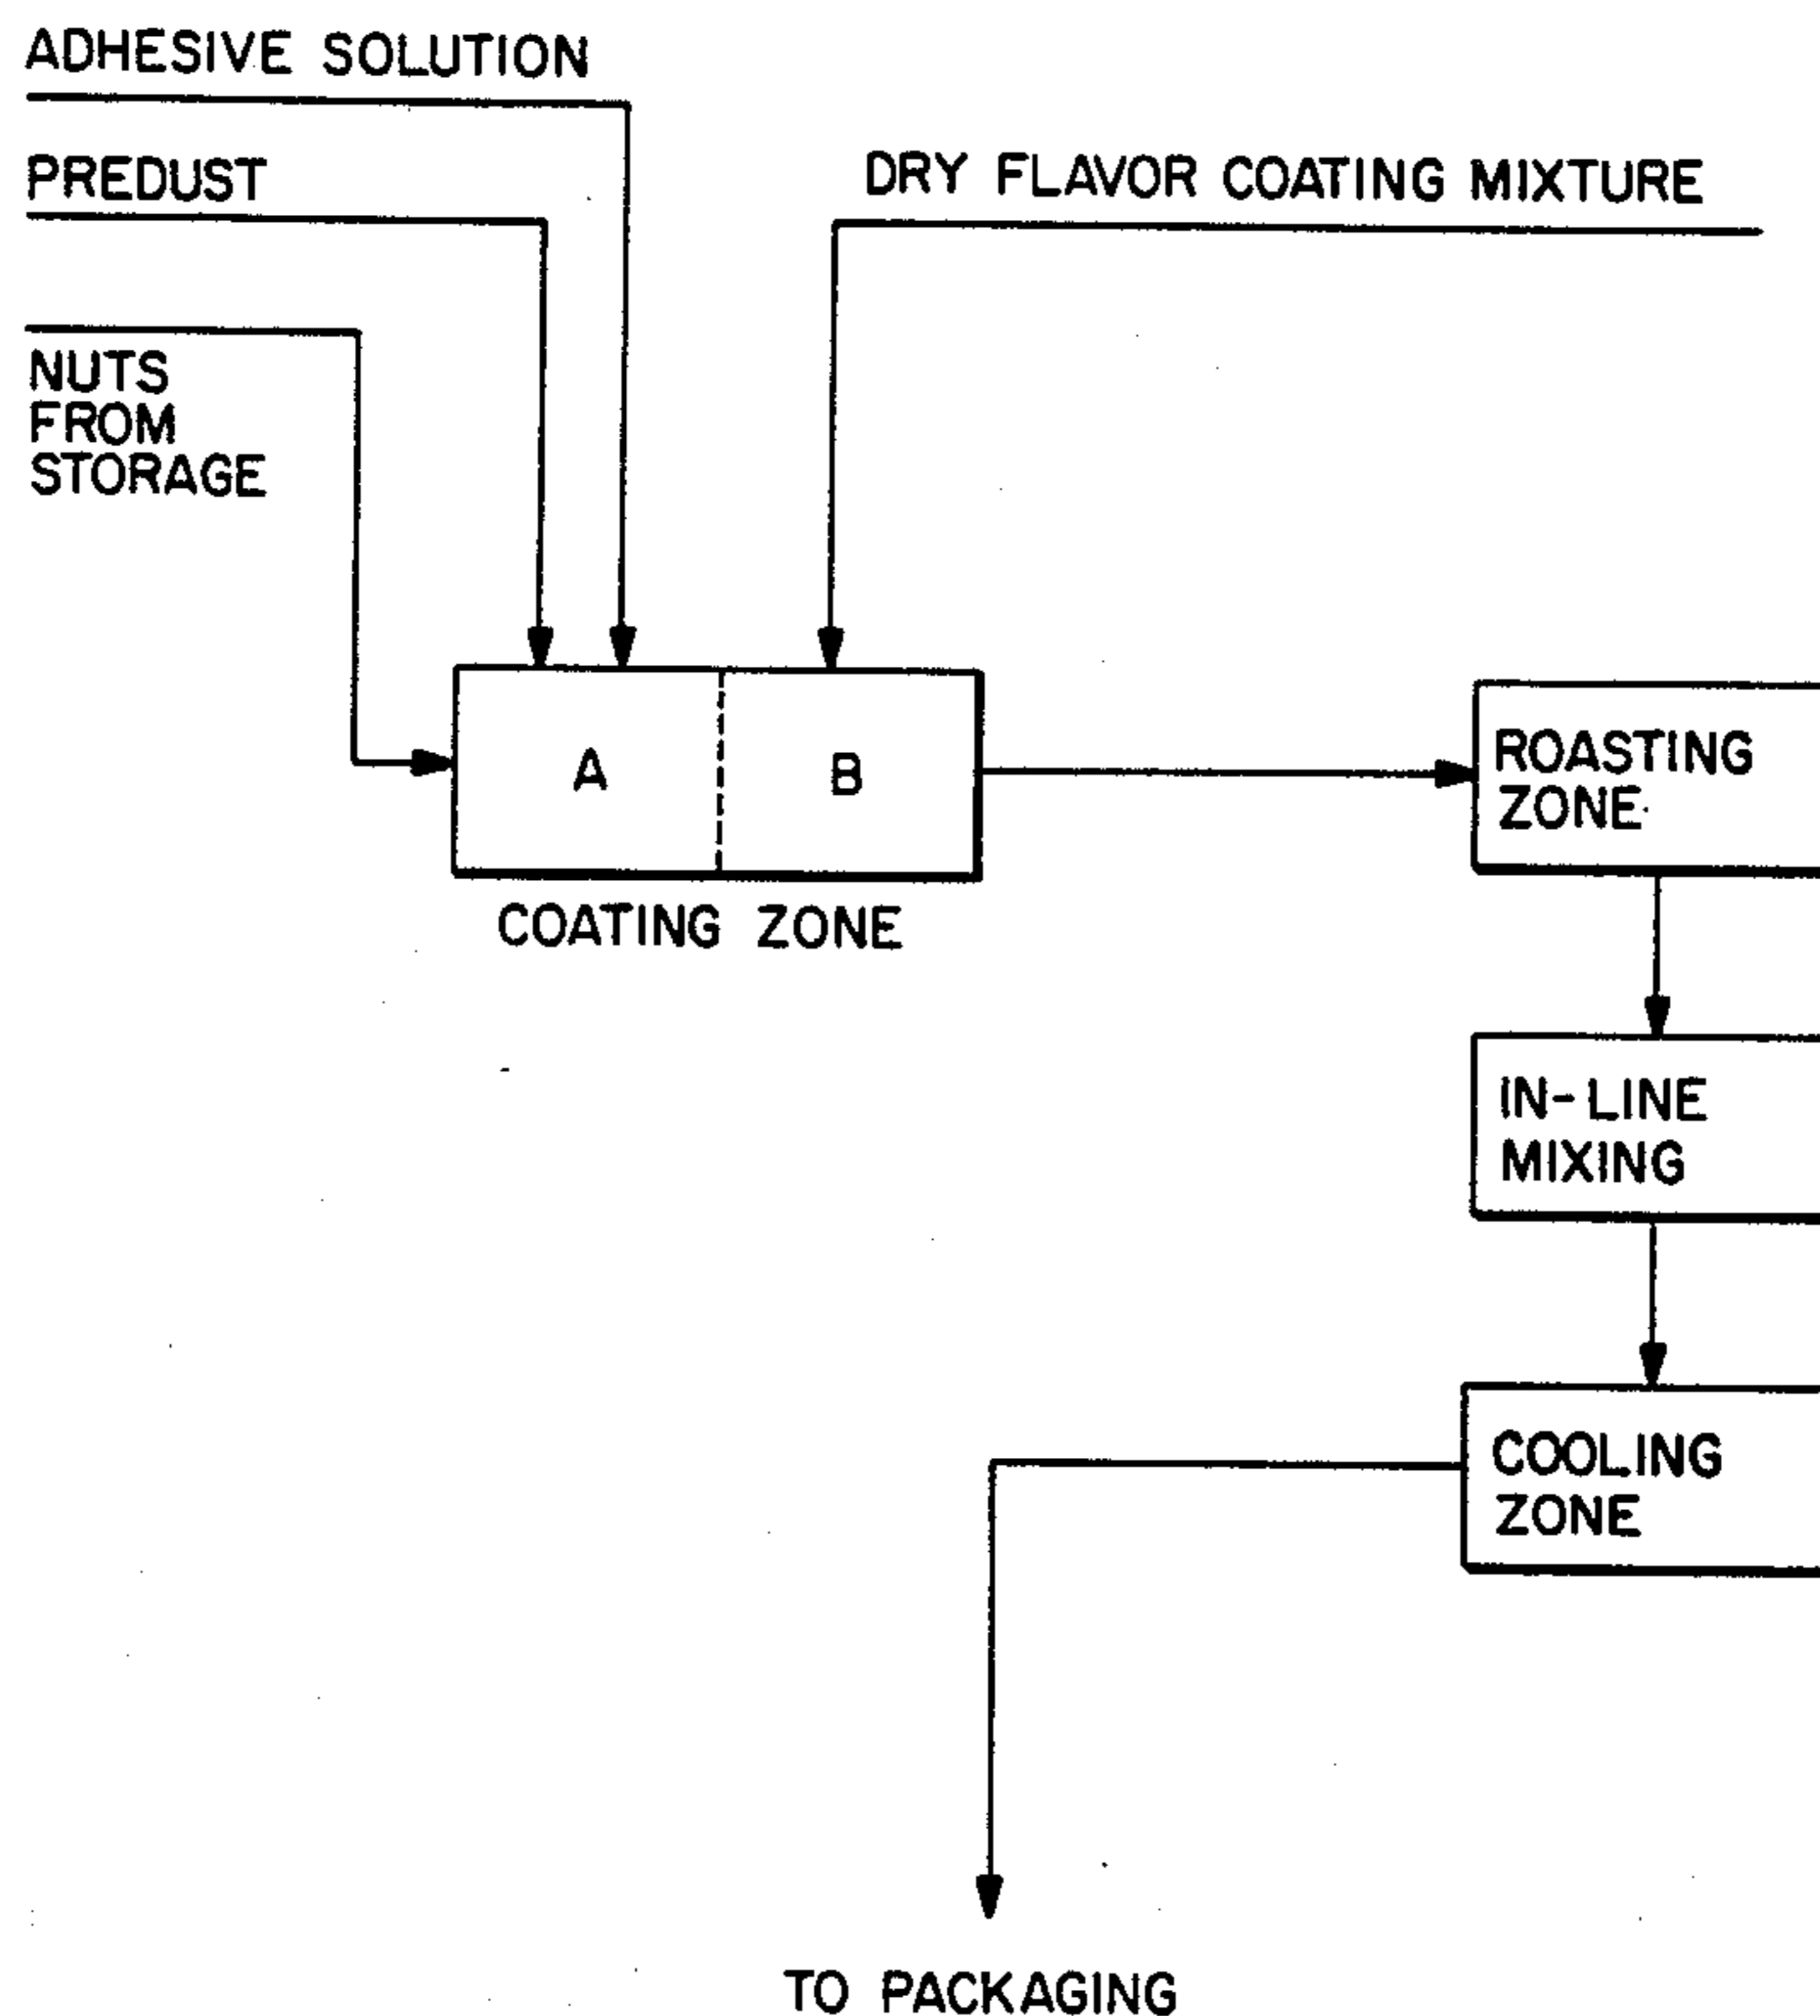 ADHESIVE SOLUTION
PREDUST
DRY FLAVOR COATING MIXTURE
NUTS
FROM
STORAGE
A
B
COATING ZONE
ROASTING
ZONE
IN-LINE
MIXING
COOLING
ZONE
TO PACKAGING